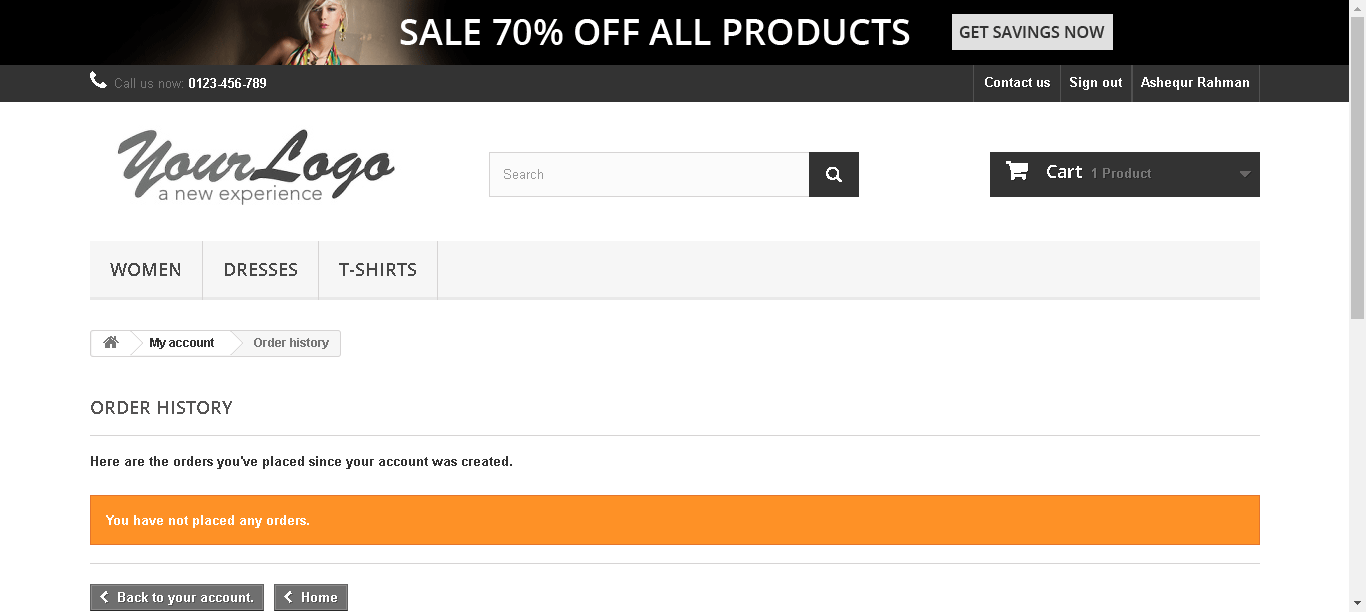 SALE 70% OFF ALL PRODUCTS GET SAVINGS NOW
Call us now: 0123-456-789 Contact us Sign out Ashequr Rahman
YourLogo
a new experience
Search
Cart 1 Product
WOMEN DRESSES T-SHIRTS
My account Order history
ORDER HISTORY
Here are the orders you've placed since your account was created.
You have not placed any orders.
Back to your account. Home